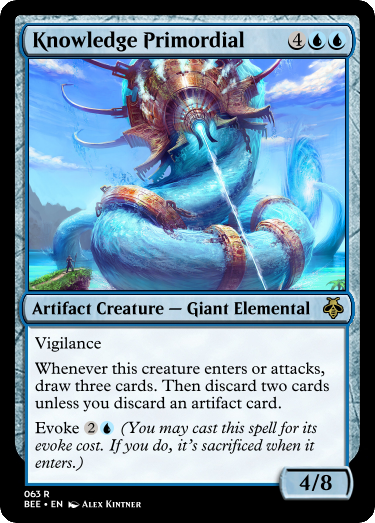 Knowledge Primordial 4
Artifact Creature — Giant Elemental
Vigilance
Whenever this creature enters or attacks,
draw three cards. Then discard two cards
unless you discard an artifact card.
Evoke 2 (You may cast this spell for its
evoke cost. If you do, it's sacrificed when it
enters.)
4/8
063 R
BEE • EN Alex Kintner